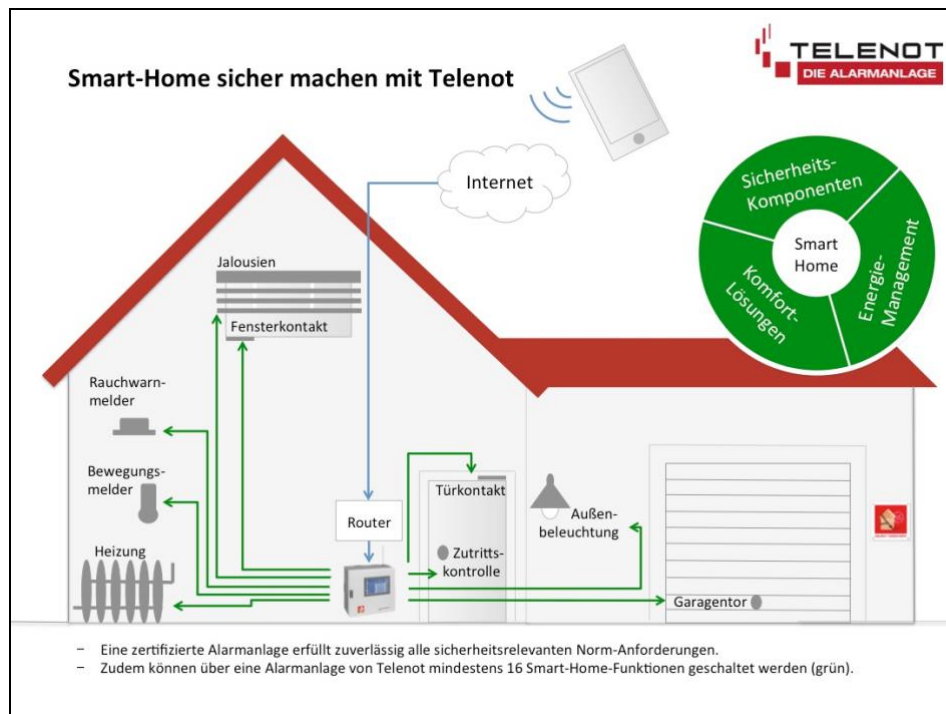 Smart-Home sicher machen mit Telenot
TELENOT
DIE ALARMANLAGE
Internet
Sicherheits-
Komponenten
Smart
Home
Energie-
Management
Komfort-
Lösungen
Jalousien
Fensterkontakt
Rauchwarn-
melder
Bewegungs-
melder
Heizung
Router
Türkontakt
Zutritts-
kontrolle
Außen-
beleuchtung
Garagentor
– Eine zertifizierte Alarmanlage erfüllt zuverlässig alle sicherheitsrelevanten Norm-Anforderungen.
– Zudem können über eine Alarmanlage von Telenot mindestens 16 Smart-Home-Funktionen geschaltet werden (grün).